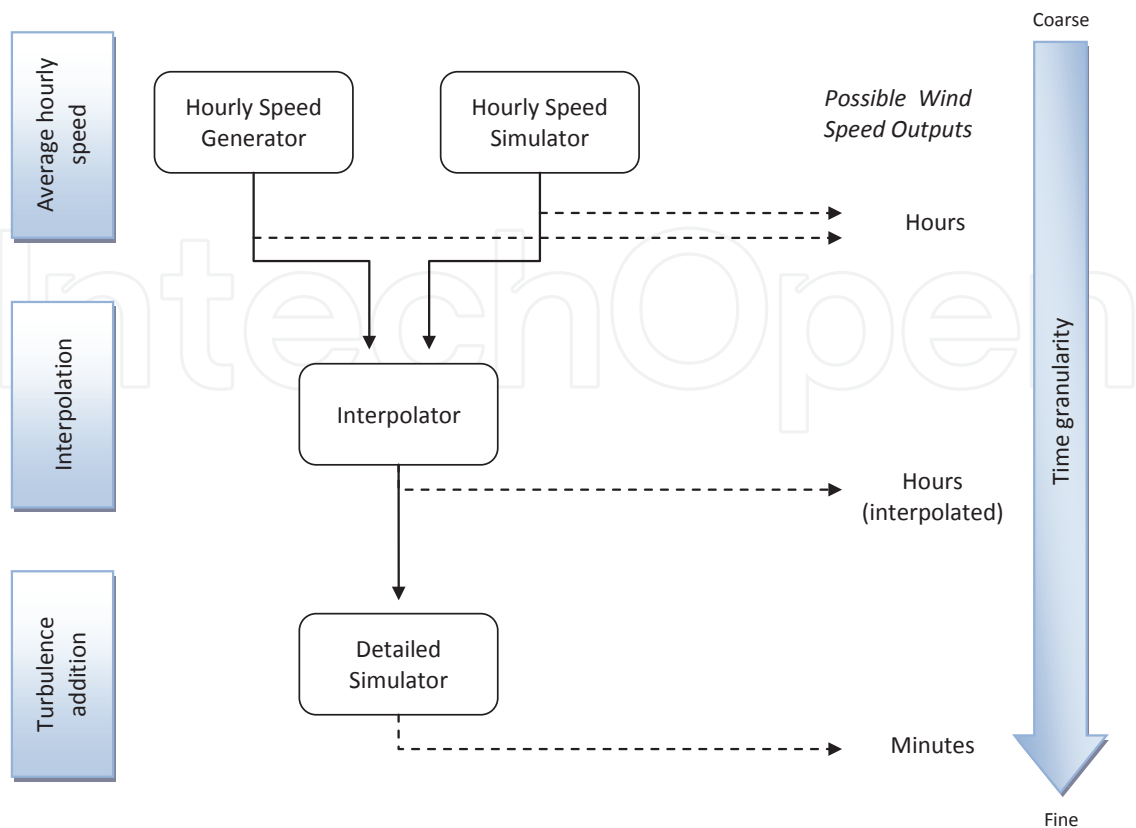 Coarse
Average hourly
speed
Hourly Speed
Generator
Hourly Speed
Simulator
Possible Wind
Speed Outputs
Hours
IntechOpen
Interpolation
Interpolator
Time granularity
Hours
(interpolated)
Turbulence
addition
Detailed
Simulator
Minutes
Fine